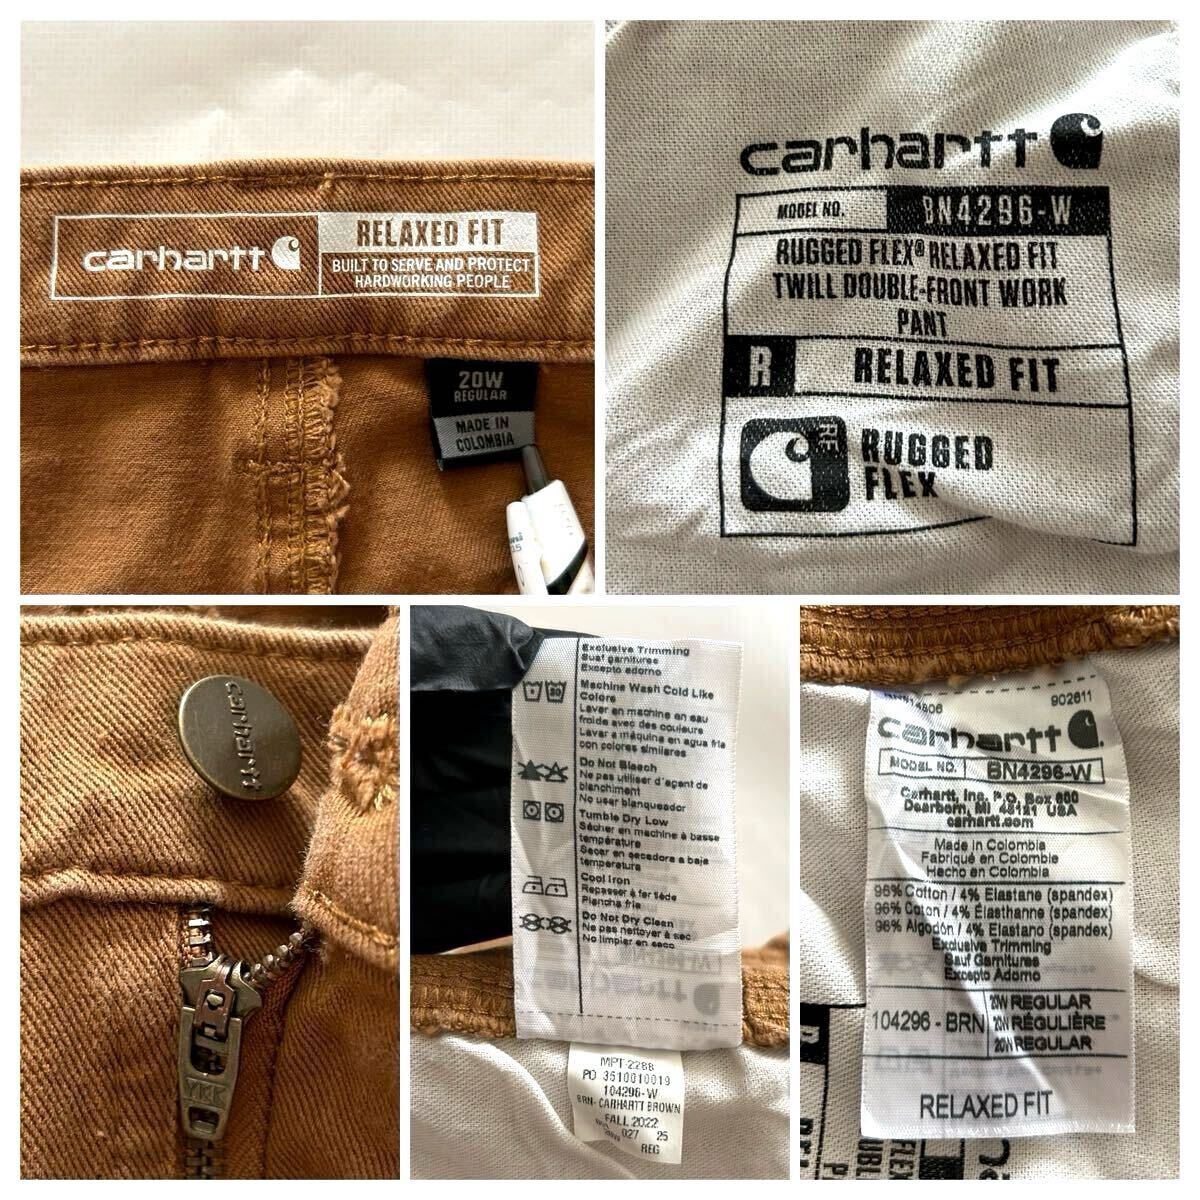 carhartt
RELAXED FIT
BUILT TO SERVE AND PROTECT
HARDWORKING PEOPLE
20W
REGULAR
MADE IN
COLOMBIA
carhartt
MODEL NO. BN4296-W
RUGGED FLEX® RELAXED FIT
TWILL DOUBLE-FRONT WORK
PANT
R RELAXED FIT
RUGGED
FLEX
carhartt
YKK
Exclusive Trimming
Sauf garnitures
Excepto adorno
Machine Wash Cold Like
Colors
Laver en machine en eau
froide avec des couleurs
Lavar a máquina en agua fria
con colores similares
Do Not Bleach
Ne pas utiliser d'agent de
blanchiment
No usar blanqueador
Tumble Dry Low
Sécher en machine à basse
température
Secar en secadora a baja
temperature
Cool Iron
Repasser à fer tiède
Plancha fria
Do Not Dry Clean
Ne pas nettoyer à sec
No limpiar en seco
MPT-2288
PO 3510010019
104296-W
BRN-CARHARTT BROWN
FALL 2022
027 25
REG
902611
carhartt
MODEL NO. BN4296-W
Carhartt, Inc. P.O. Box 600
Dearborn, MI 48121 USA
carhartt.com
Made in Colombia
Fabriqué en Colombie
Hecho en Colombia
96% Cotton / 4% Elastane (spandex)
96% Coton / 4% Élasthanne (spandex)
96% Algodón / 4% Elastano (spandex)
Exclusive Trimming
Sauf Garnitures
Excepto Adorno
104296 - BRN
20W REGULAR
20W RÉGULIÈRE
20W REGULAR
RELAXED FIT